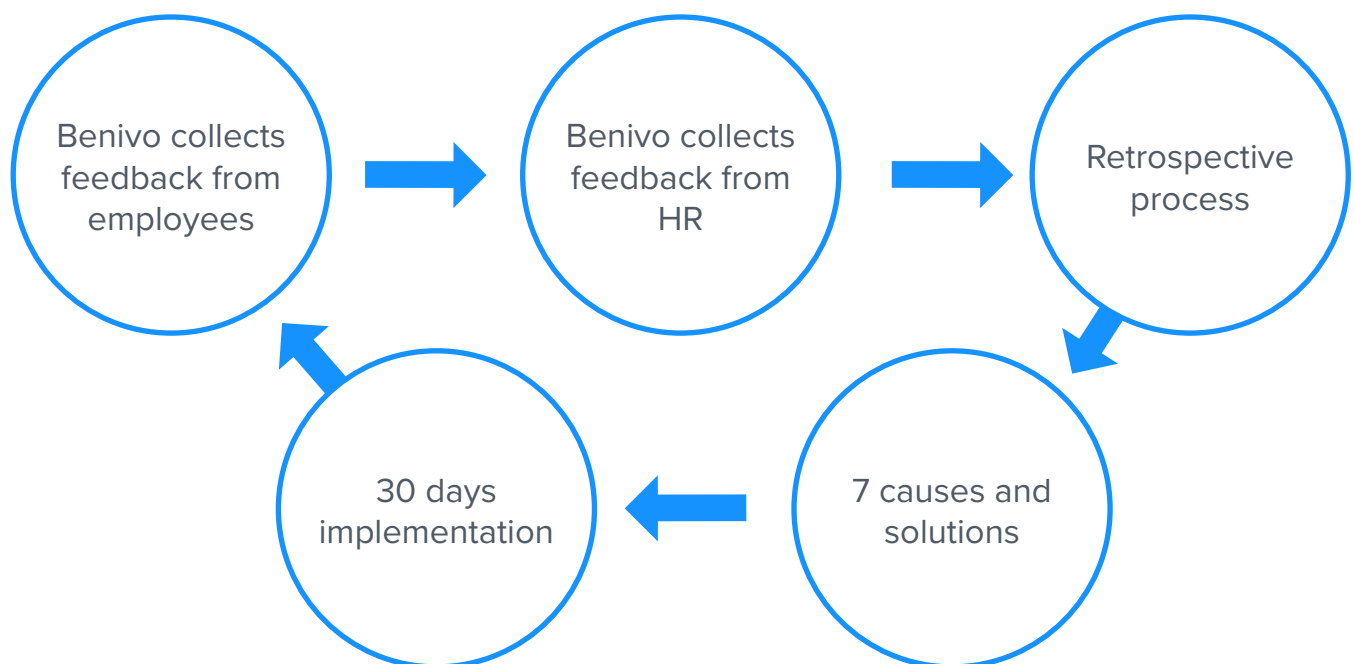 Benivo collects
feedback from
employees
Benivo collects
feedback from
HR
Retrospective
process
7 causes and
solutions
30 days
implementation